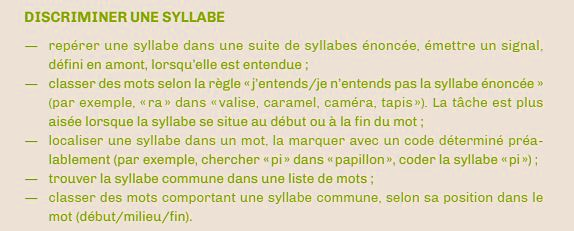 DISCRIMINER UNE SYLLABE
— repérer une syllabe dans une suite de syllabes énoncée, émettre un signal,
défini en amont, lorsqu'elle est entendue ;
— classer des mots selon la règle « j'entends/je n'entends pas la syllabe énoncée »
(par exemple, « ra » dans « valise, caramel, caméra, tapis »). La tâche est plus
aisée lorsque la syllabe se situe au début ou à la fin du mot ;
— localiser une syllabe dans un mot, la marquer avec un code déterminé préa-
lablement (par exemple, chercher « pi » dans « papillon », coder la syllabe « pi ») ;
— trouver la syllabe commune dans une liste de mots ;
— classer des mots comportant une syllabe commune, selon sa position dans le
mot (début/milieu/fin).